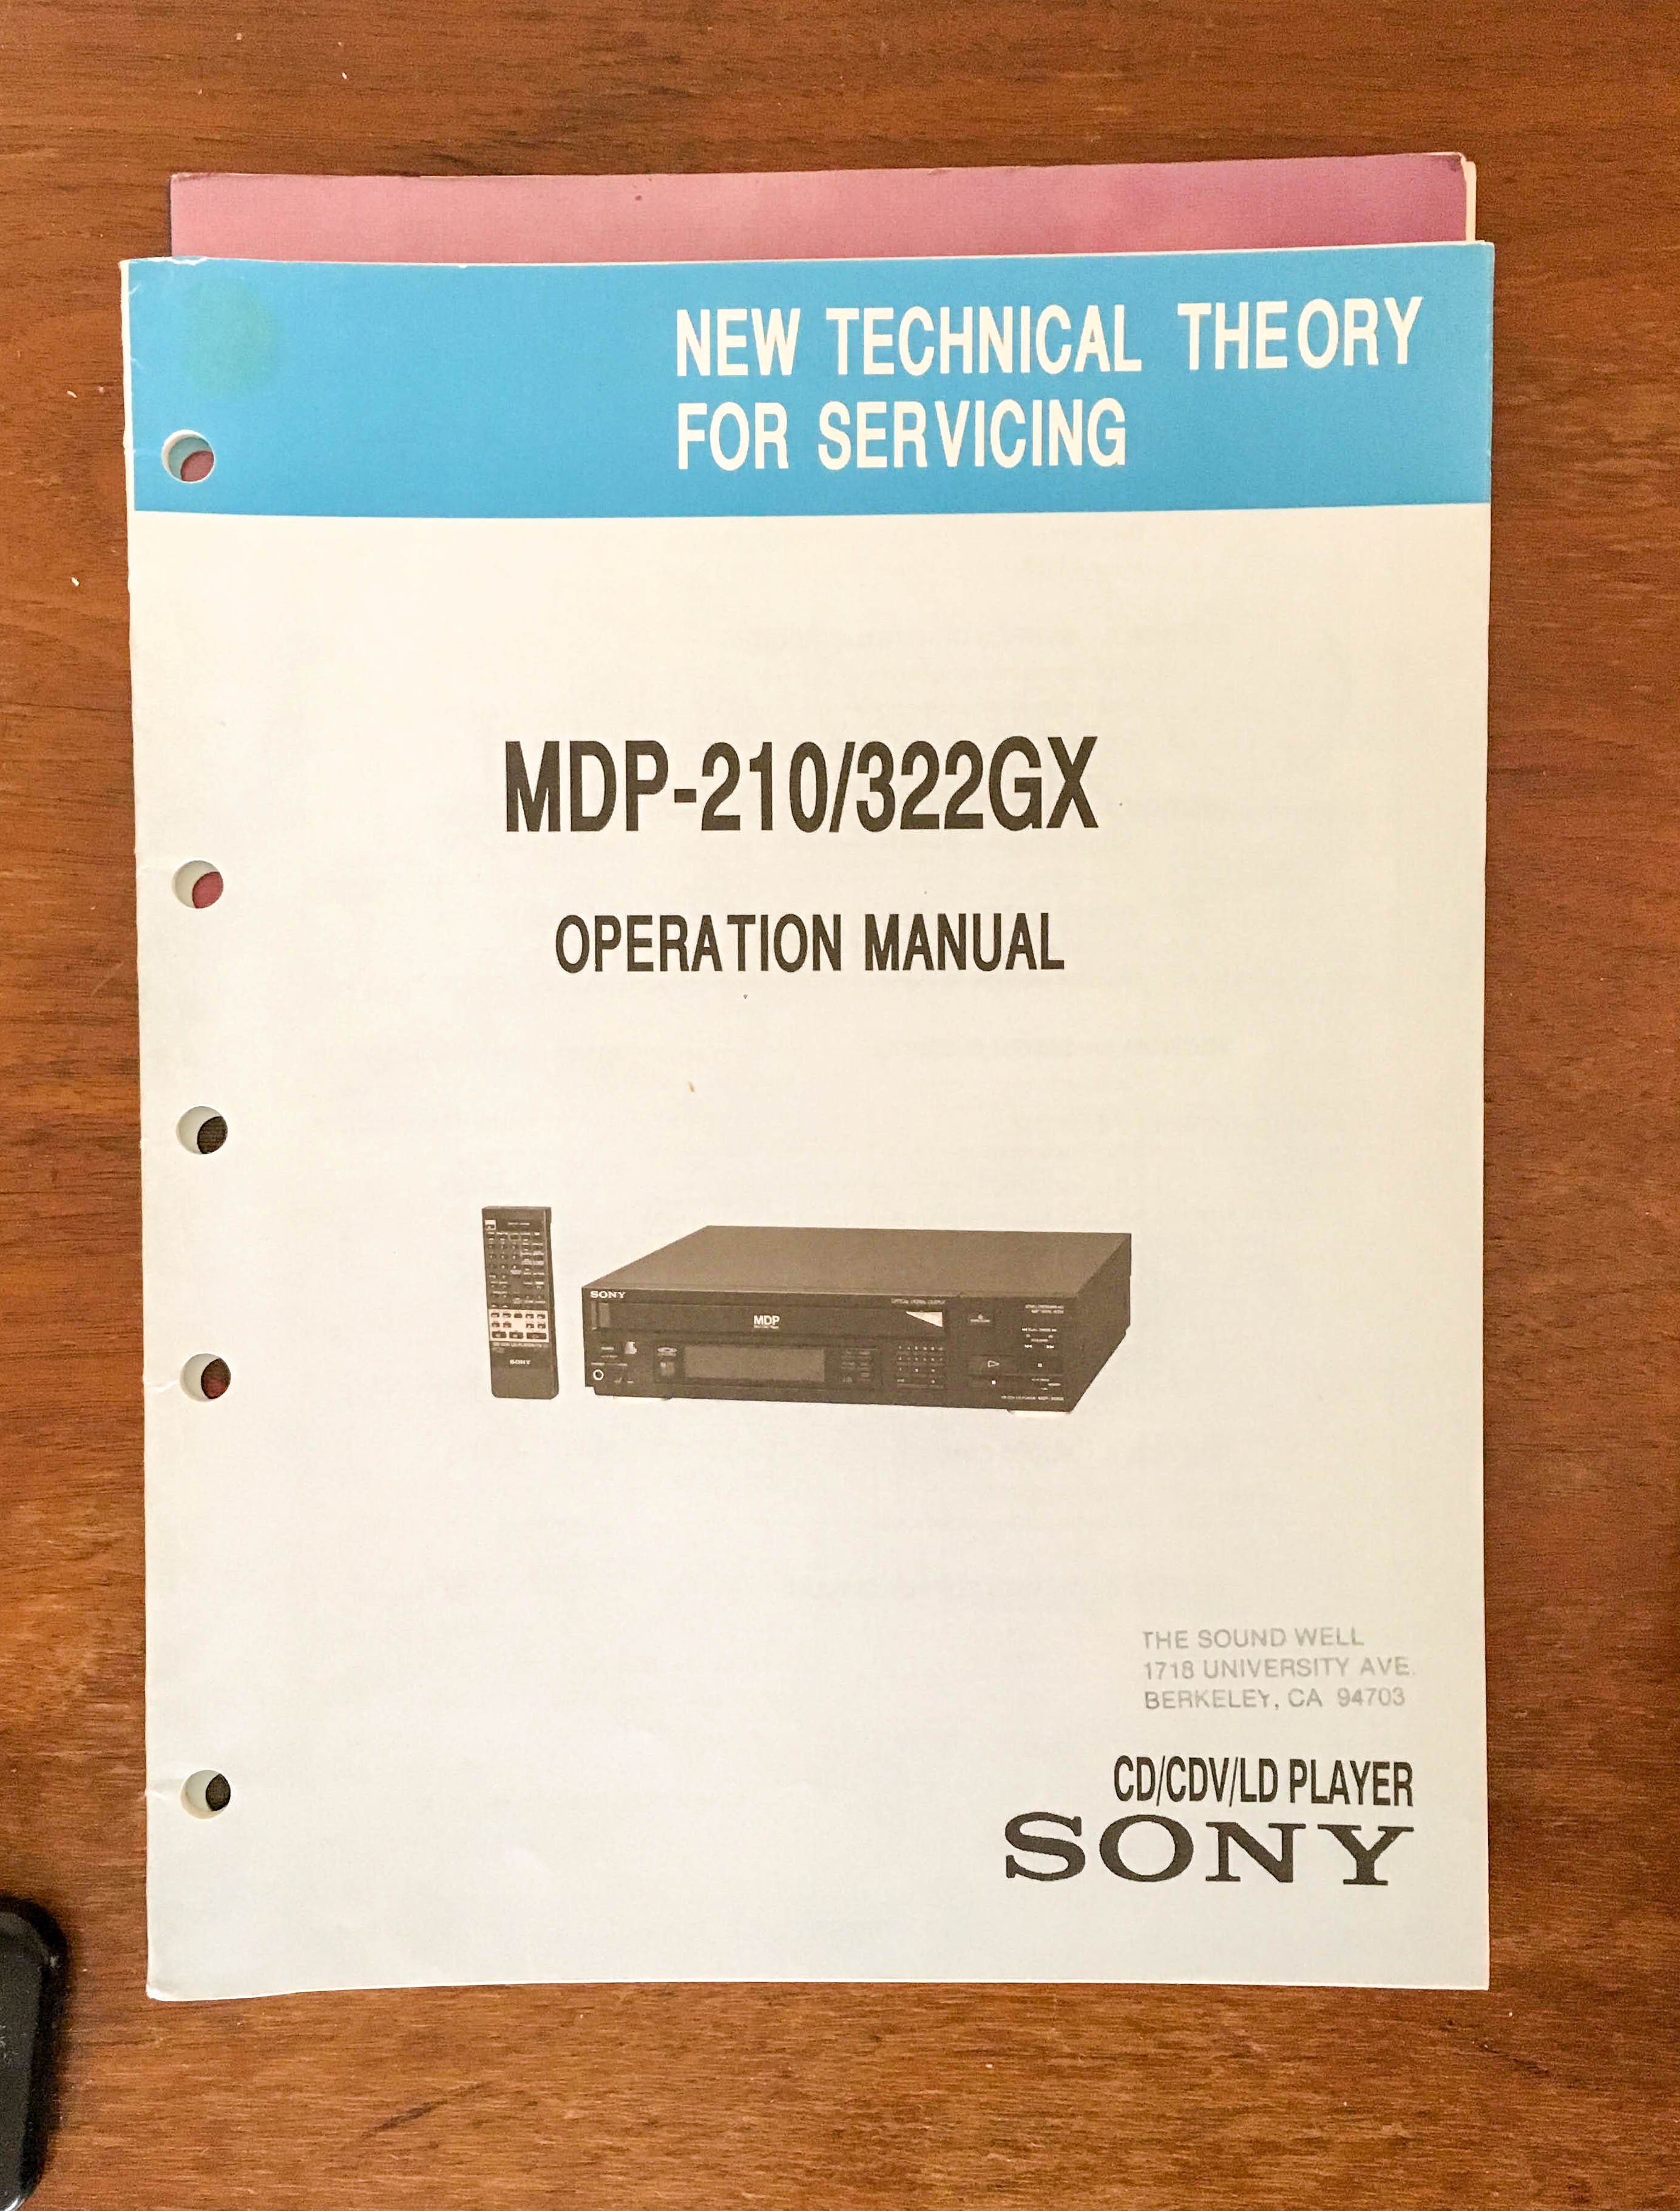 NEW TECHNICAL THEORY
FOR SERVICING
MDP-210/322GX
OPERATION MANUAL
SONY
MDP
SONY
THE SOUND WELL
1718 UNIVERSITY AVE.
BERKELEY, CA 94703
CD/CDV/LD PLAYER
SONY